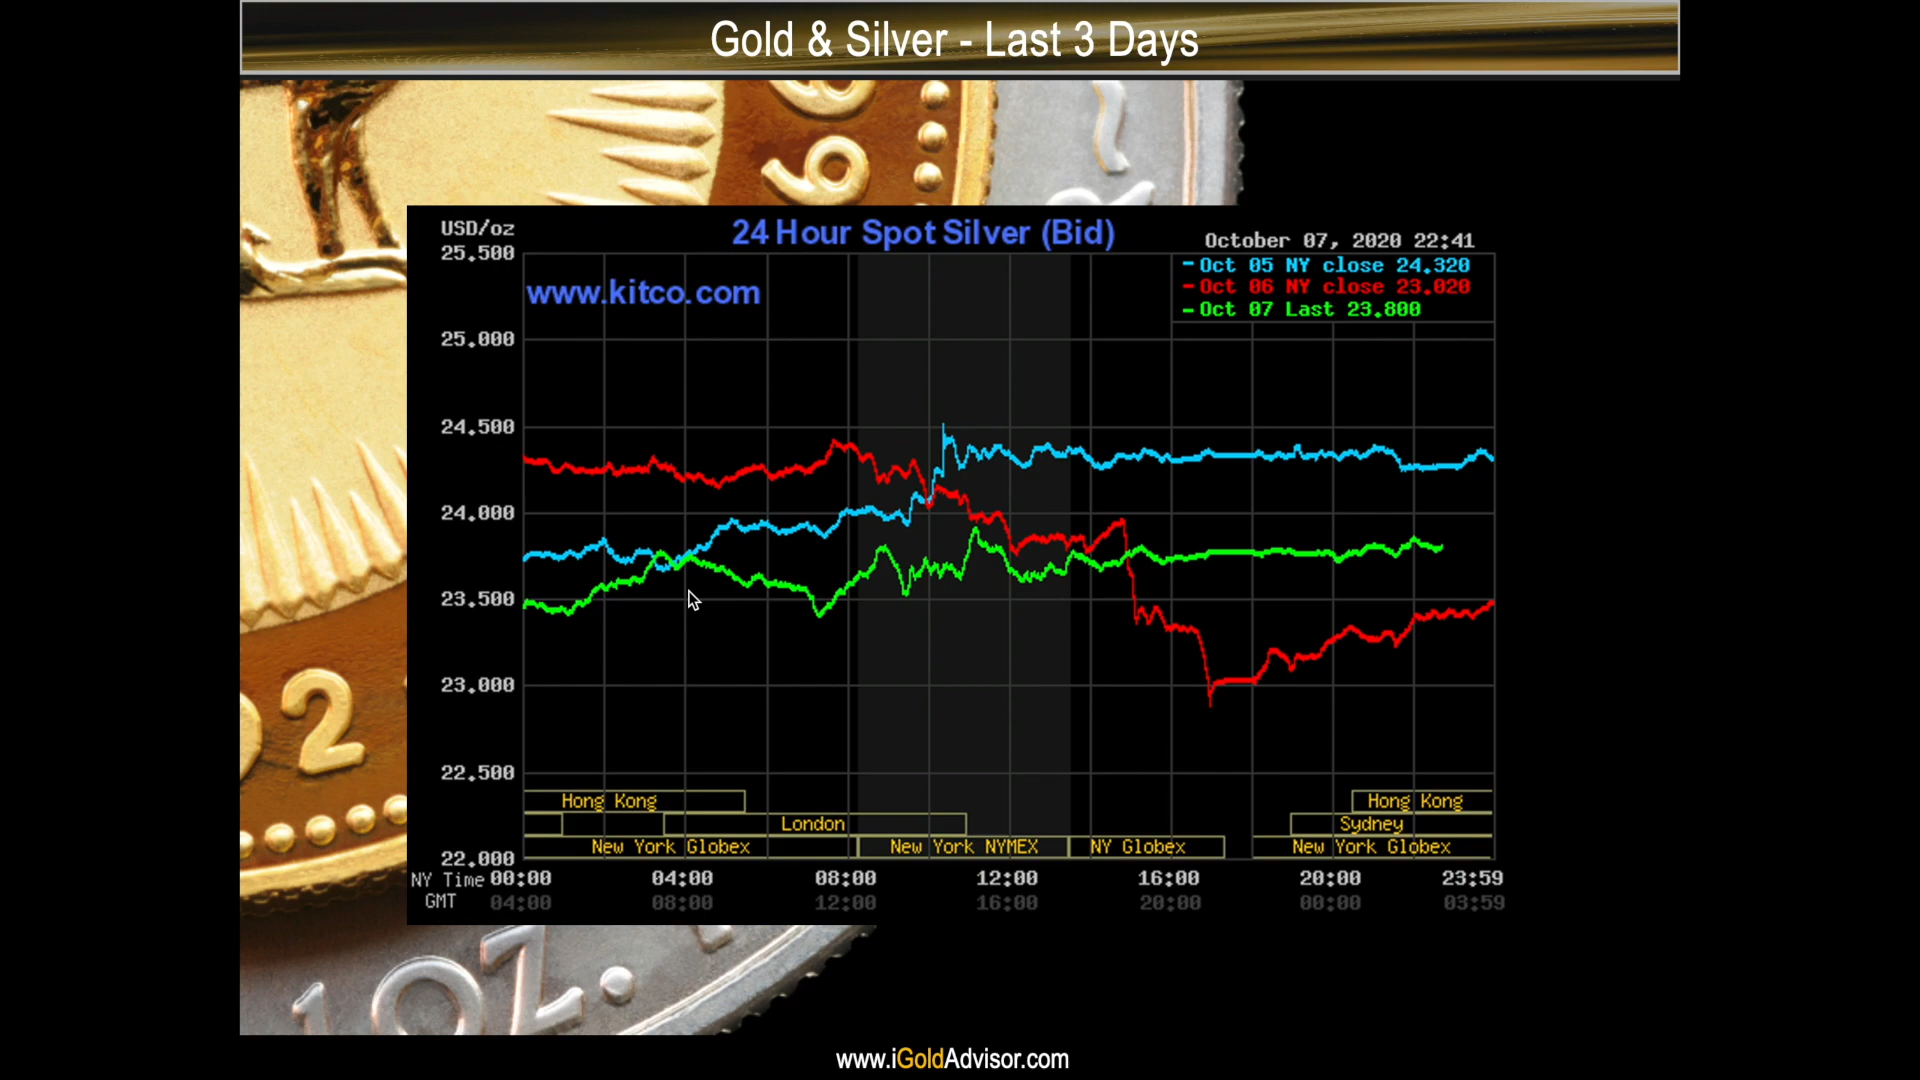 Gold & Silver - Last 3 Days
9
USD/oz
24 Hour Spot Silver (Bid)
October 07, 2020 22:41
25.500
www.kitco.com
Oct 05 NY close 24.320
Oct 06 NY close 23.020
Oct 07 Last 23.800
25.000
24.500
24.000
23.500
23.000
22.500
22.000
Hong Kong
Hong Kong
London
Sydney
New York Globex
New York NYMEX
NY Globex
New York Globex
NY Time 00:00 04:00 08:00 12:00 16:00 20:00 23:59
GMT 04:00 08:00 12:00 16:00 20:00 00:00 03:59
02
1OZ.
www.iGoldAdvisor.com